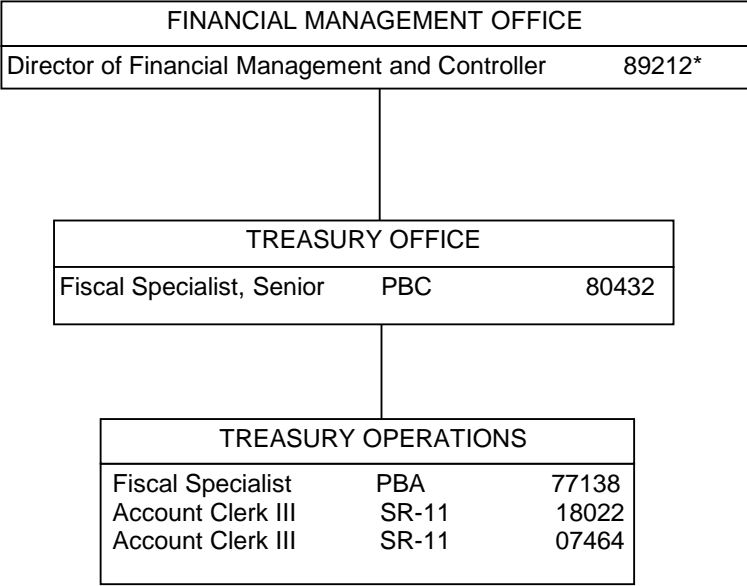 FINANCIAL MANAGEMENT OFFICE
Director of Financial Management and Controller 89212*
TREASURY OFFICE
Fiscal Specialist, Senior PBC 80432
TREASURY OPERATIONS
Fiscal Specialist PBA 77138
Account Clerk III SR-11 18022
Account Clerk III SR-11 07464